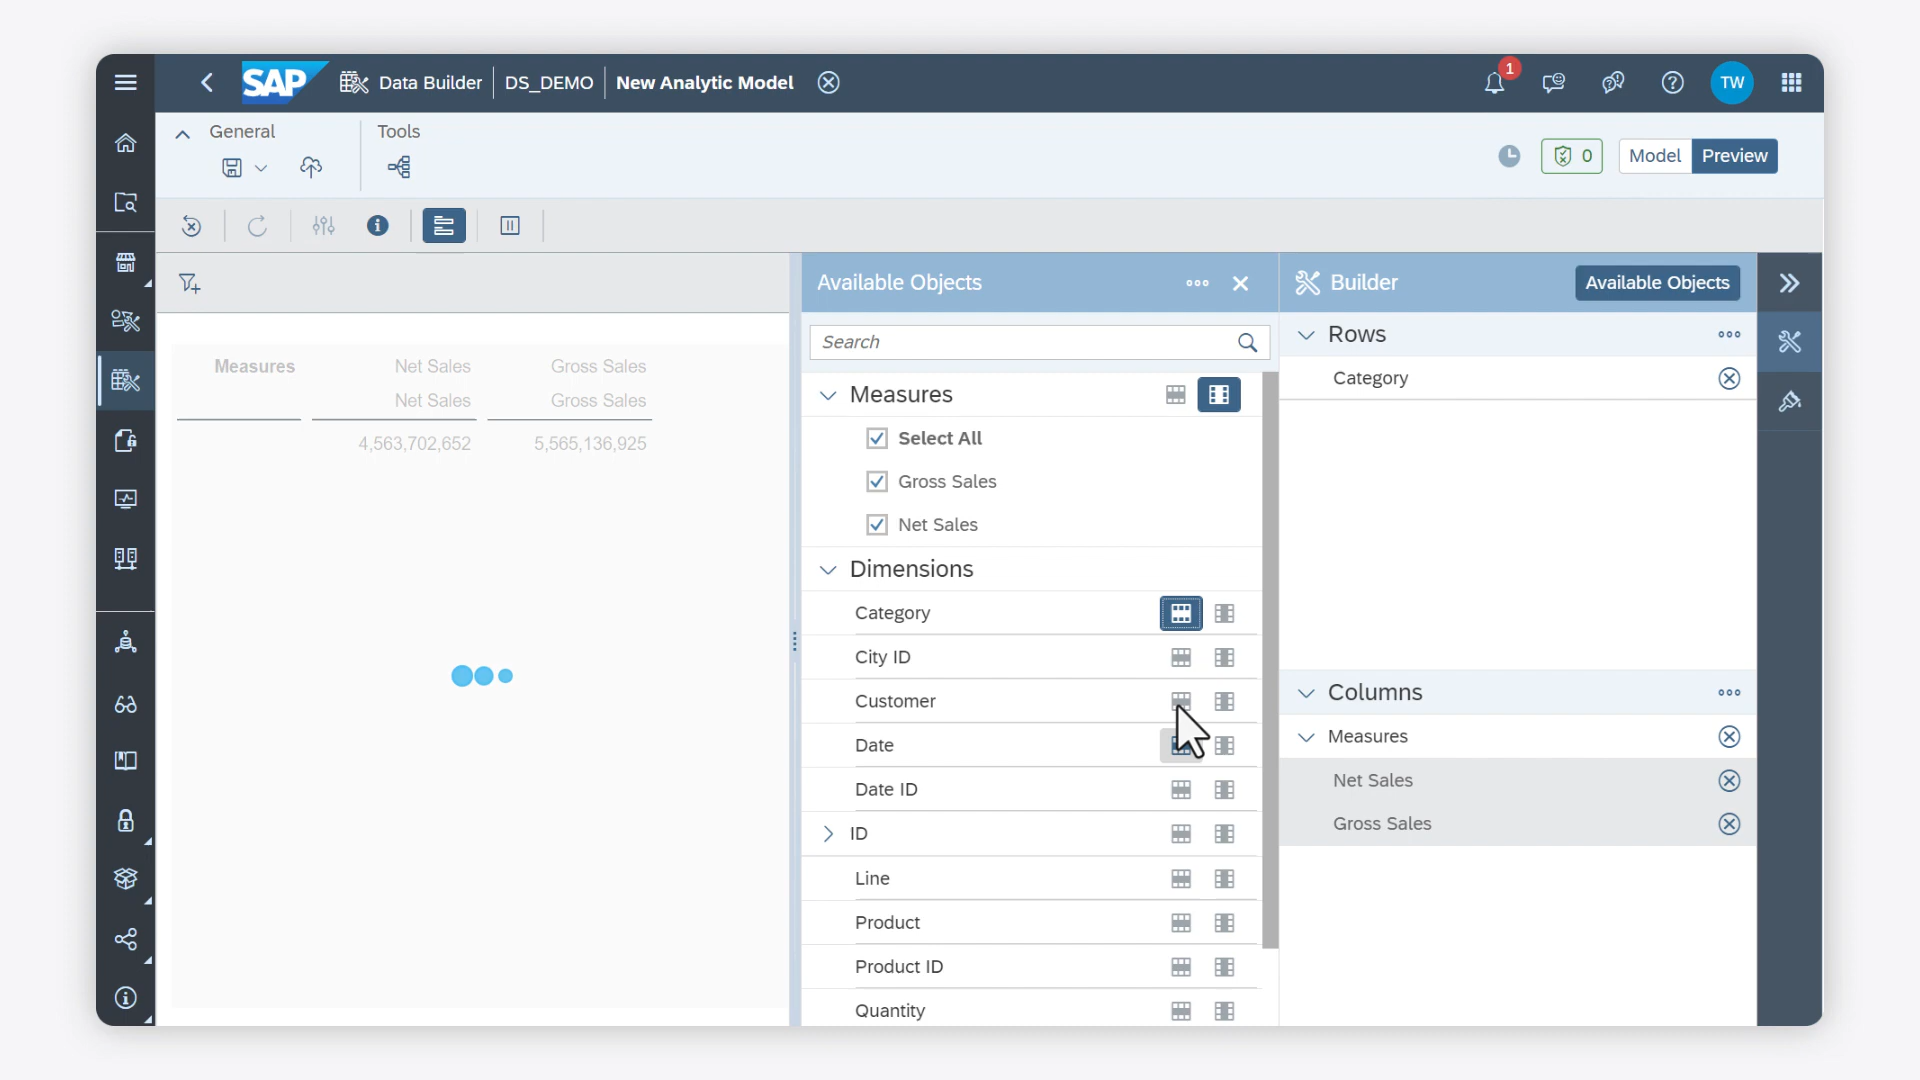 SAP Data Builder DS_DEMO New Analytic Model 1 TW
General Tools
0 Model Preview
Available Objects
Builder Available Objects
Search
Measures Net Sales Gross Sales
Net Sales Gross Sales
4,563,702,652 5,565,136,925
Measures
Select All
Gross Sales
Net Sales
Dimensions
Category
City ID
Customer
Date
Date ID
ID
Line
Product
Product ID
Quantity
Rows
Category
Columns
Measures
Net Sales
Gross Sales